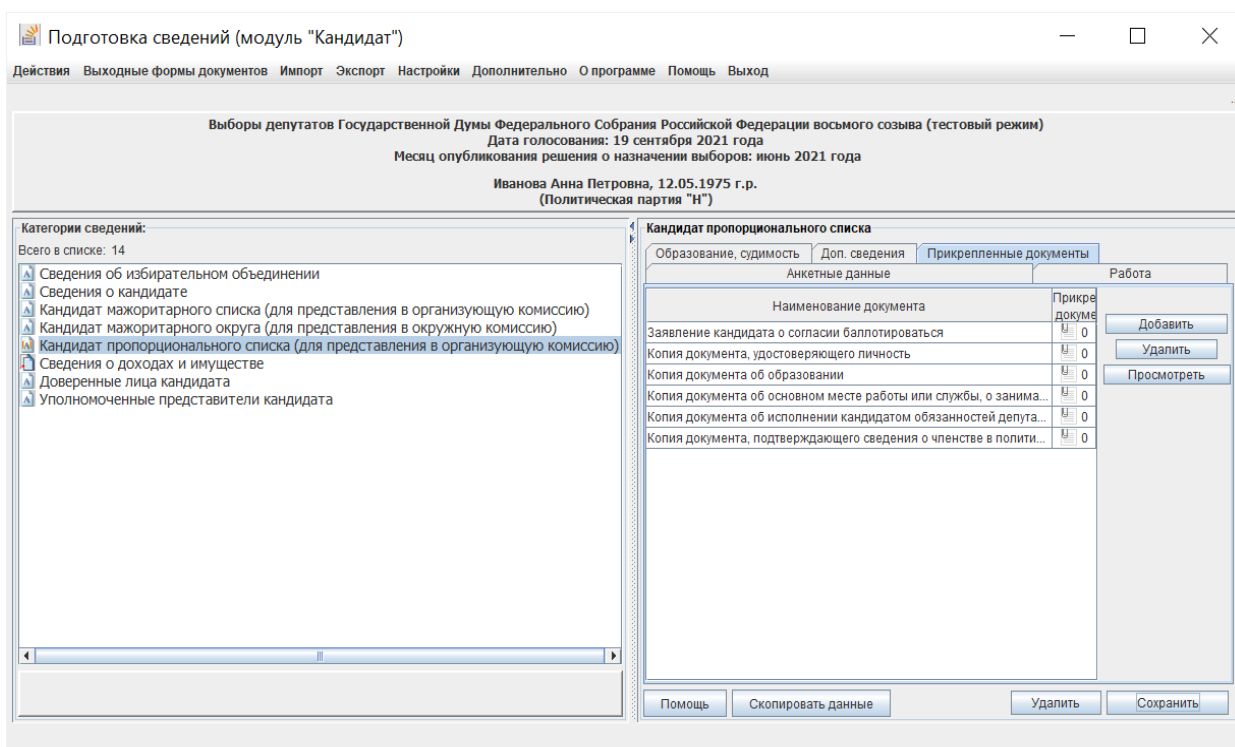 Подготовка сведений (модуль "Кандидат")
Действия Выходные формы документов Импорт Экспорт Настройки Дополнительно О программе Помощь Выход
Выборы депутатов Государственной Думы Федерального Собрания Российской Федерации восьмого созыва (тестовый режим)
Дата голосования: 19 сентября 2021 года
Месяц опубликования решения о назначении выборов: июнь 2021 года
Иванова Анна Петровна, 12.05.1975 г.р.
(Политическая партия "Н")
Категории сведений:
Всего в списке: 14
Сведения об избирательном объединении
Сведения о кандидате
Кандидат мажоритарного списка (для представления в организующую комиссию)
Кандидат мажоритарного округа (для представления в окружную комиссию)
Кандидат пропорционального списка (для представления в организующую комиссию)
Сведения о доходах и имуществе
Доверенные лица кандидата
Уполномоченные представители кандидата
Кандидат пропорционального списка
Образование, судимость Доп. сведения Прикрепленные документы
Анкетные данные Работа
Наименование документа Прикре докуме
Заявление кандидата о согласии баллотироваться 0
Копия документа, удостоверяющего личность 0
Копия документа об образовании 0
Копия документа об основном месте работы или службы, о занима... 0
Копия документа об исполнении кандидатом обязанностей депута... 0
Копия документа, подтверждающего сведения о членстве в полити... 0
Добавить
Удалить
Просмотреть
Помощь Скопировать данные Удалить Сохранить